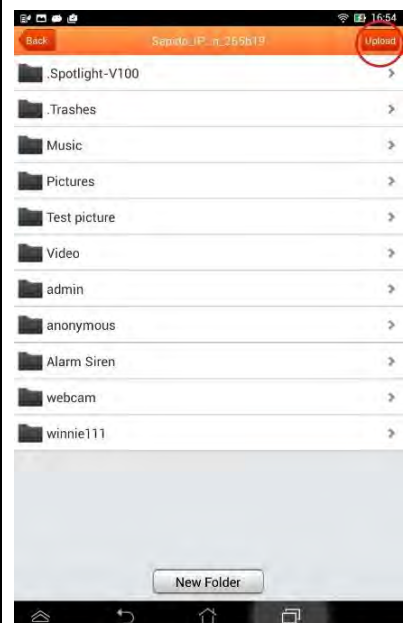 16:54
Back
Upload
.Spotlight-V100
.Trashes
Music
Pictures
Test picture
Video
admin
anonymous
Alarm Siren
webcam
winnie111
New Folder